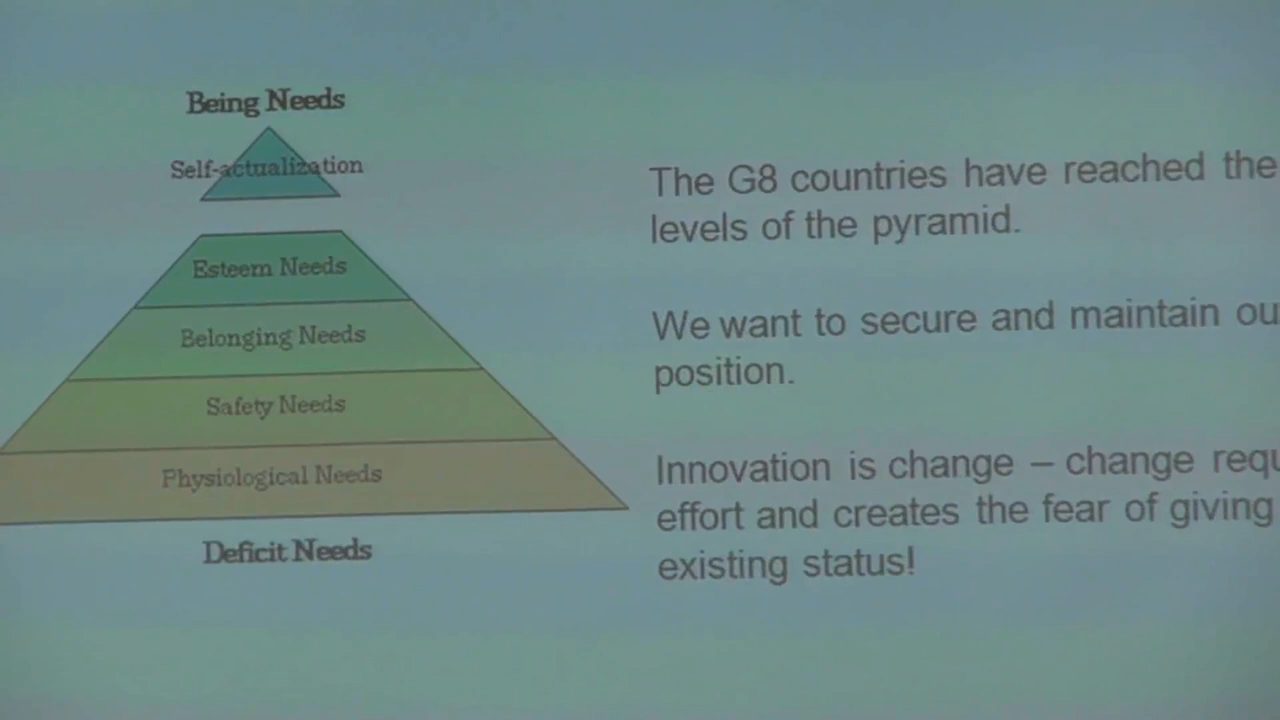 Being Needs
Self-actualization
Esteem Needs
Belonging Needs
Safety Needs
Physiological Needs
Deficit Needs
The G8 countries have reached the
levels of the pyramid.
We want to secure and maintain
position.
Innovation is change – change
effort and creates the fear of giving
existing status!